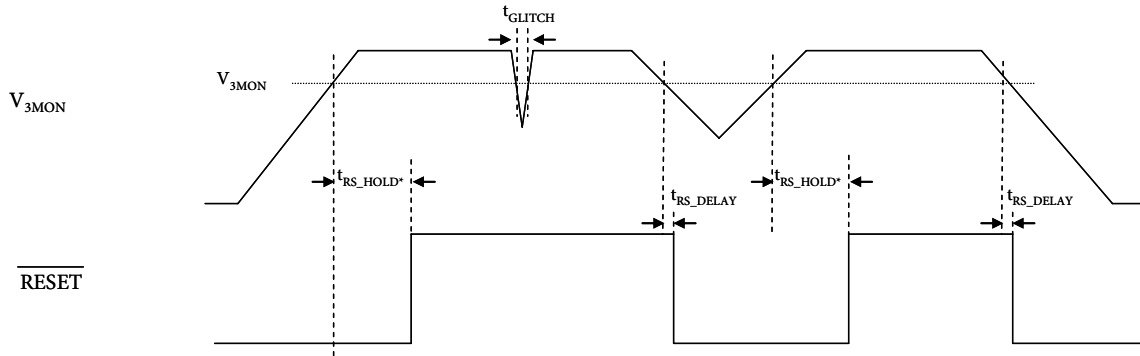 tGLITCH
V3MON
V3MON
tRS_HOLD*
tRS_HOLD*
tRS_DELAY
tRS_DELAY
RESET